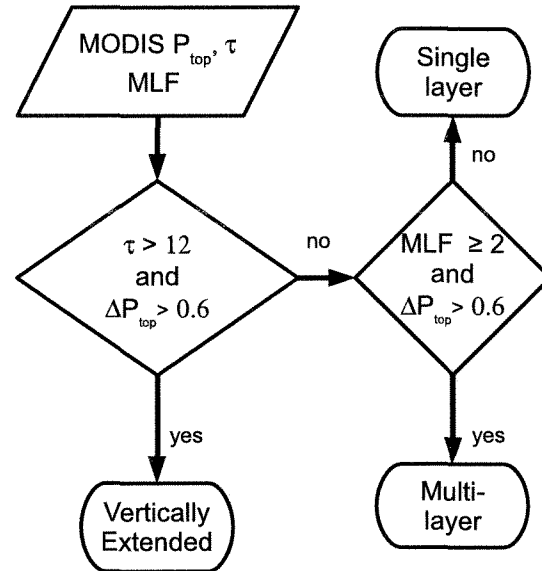 MODIS P_top, τ
MLF
τ > 12
and
ΔP_top > 0.6
no
yes
Vertically
Extended
MLF ≥ 2
and
ΔP_top > 0.6
no
Single
layer
yes
Multi-
layer